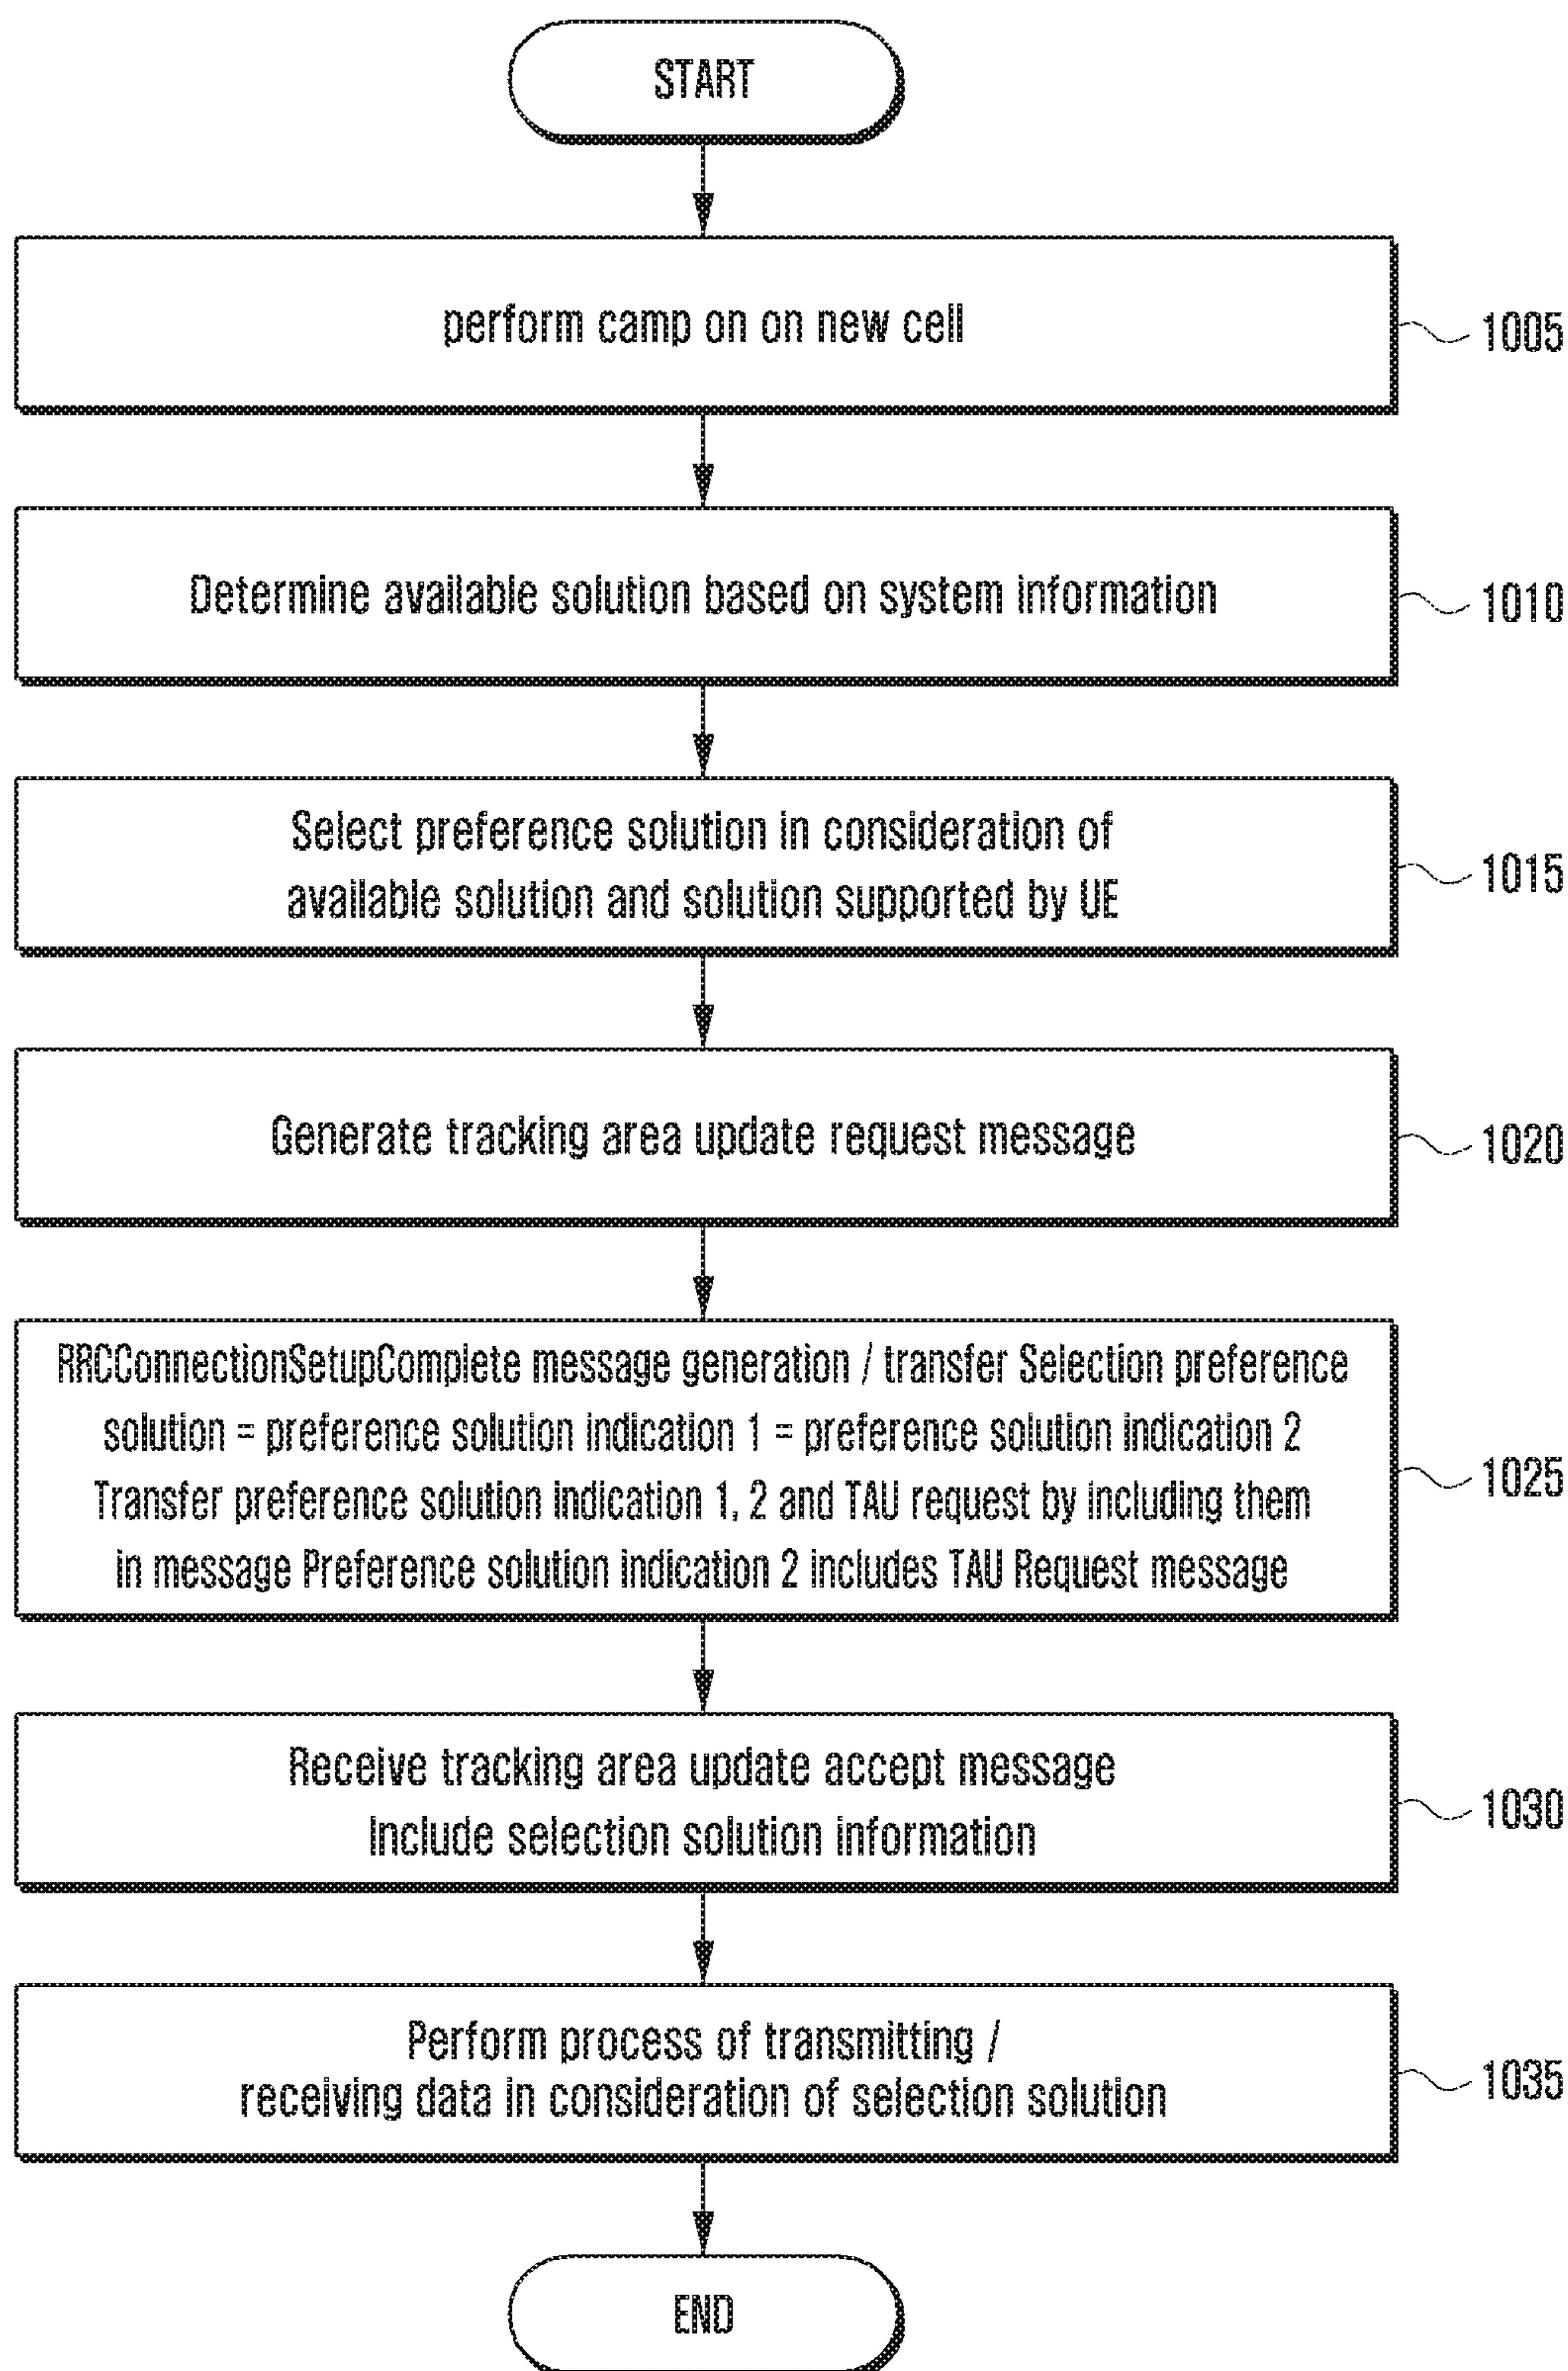 START
perform camp on on new cell
1005
Determine available solution based on system information
1010
Select preference solution in consideration of
available solution and solution supported by UE
1015
Generate tracking area update request message
1020
RRCConnectionSetupComplete message generation / transfer Selection preference
solution = preference solution indication 1 = preference solution indication 2
Transfer preference solution indication 1, 2 and TAU request by including them
in message Preference solution indication 2 includes TAU Request message
1025
Receive tracking area update accept message
Include selection solution information
1030
Perform process of transmitting /
receiving data in consideration of selection solution
1035
END